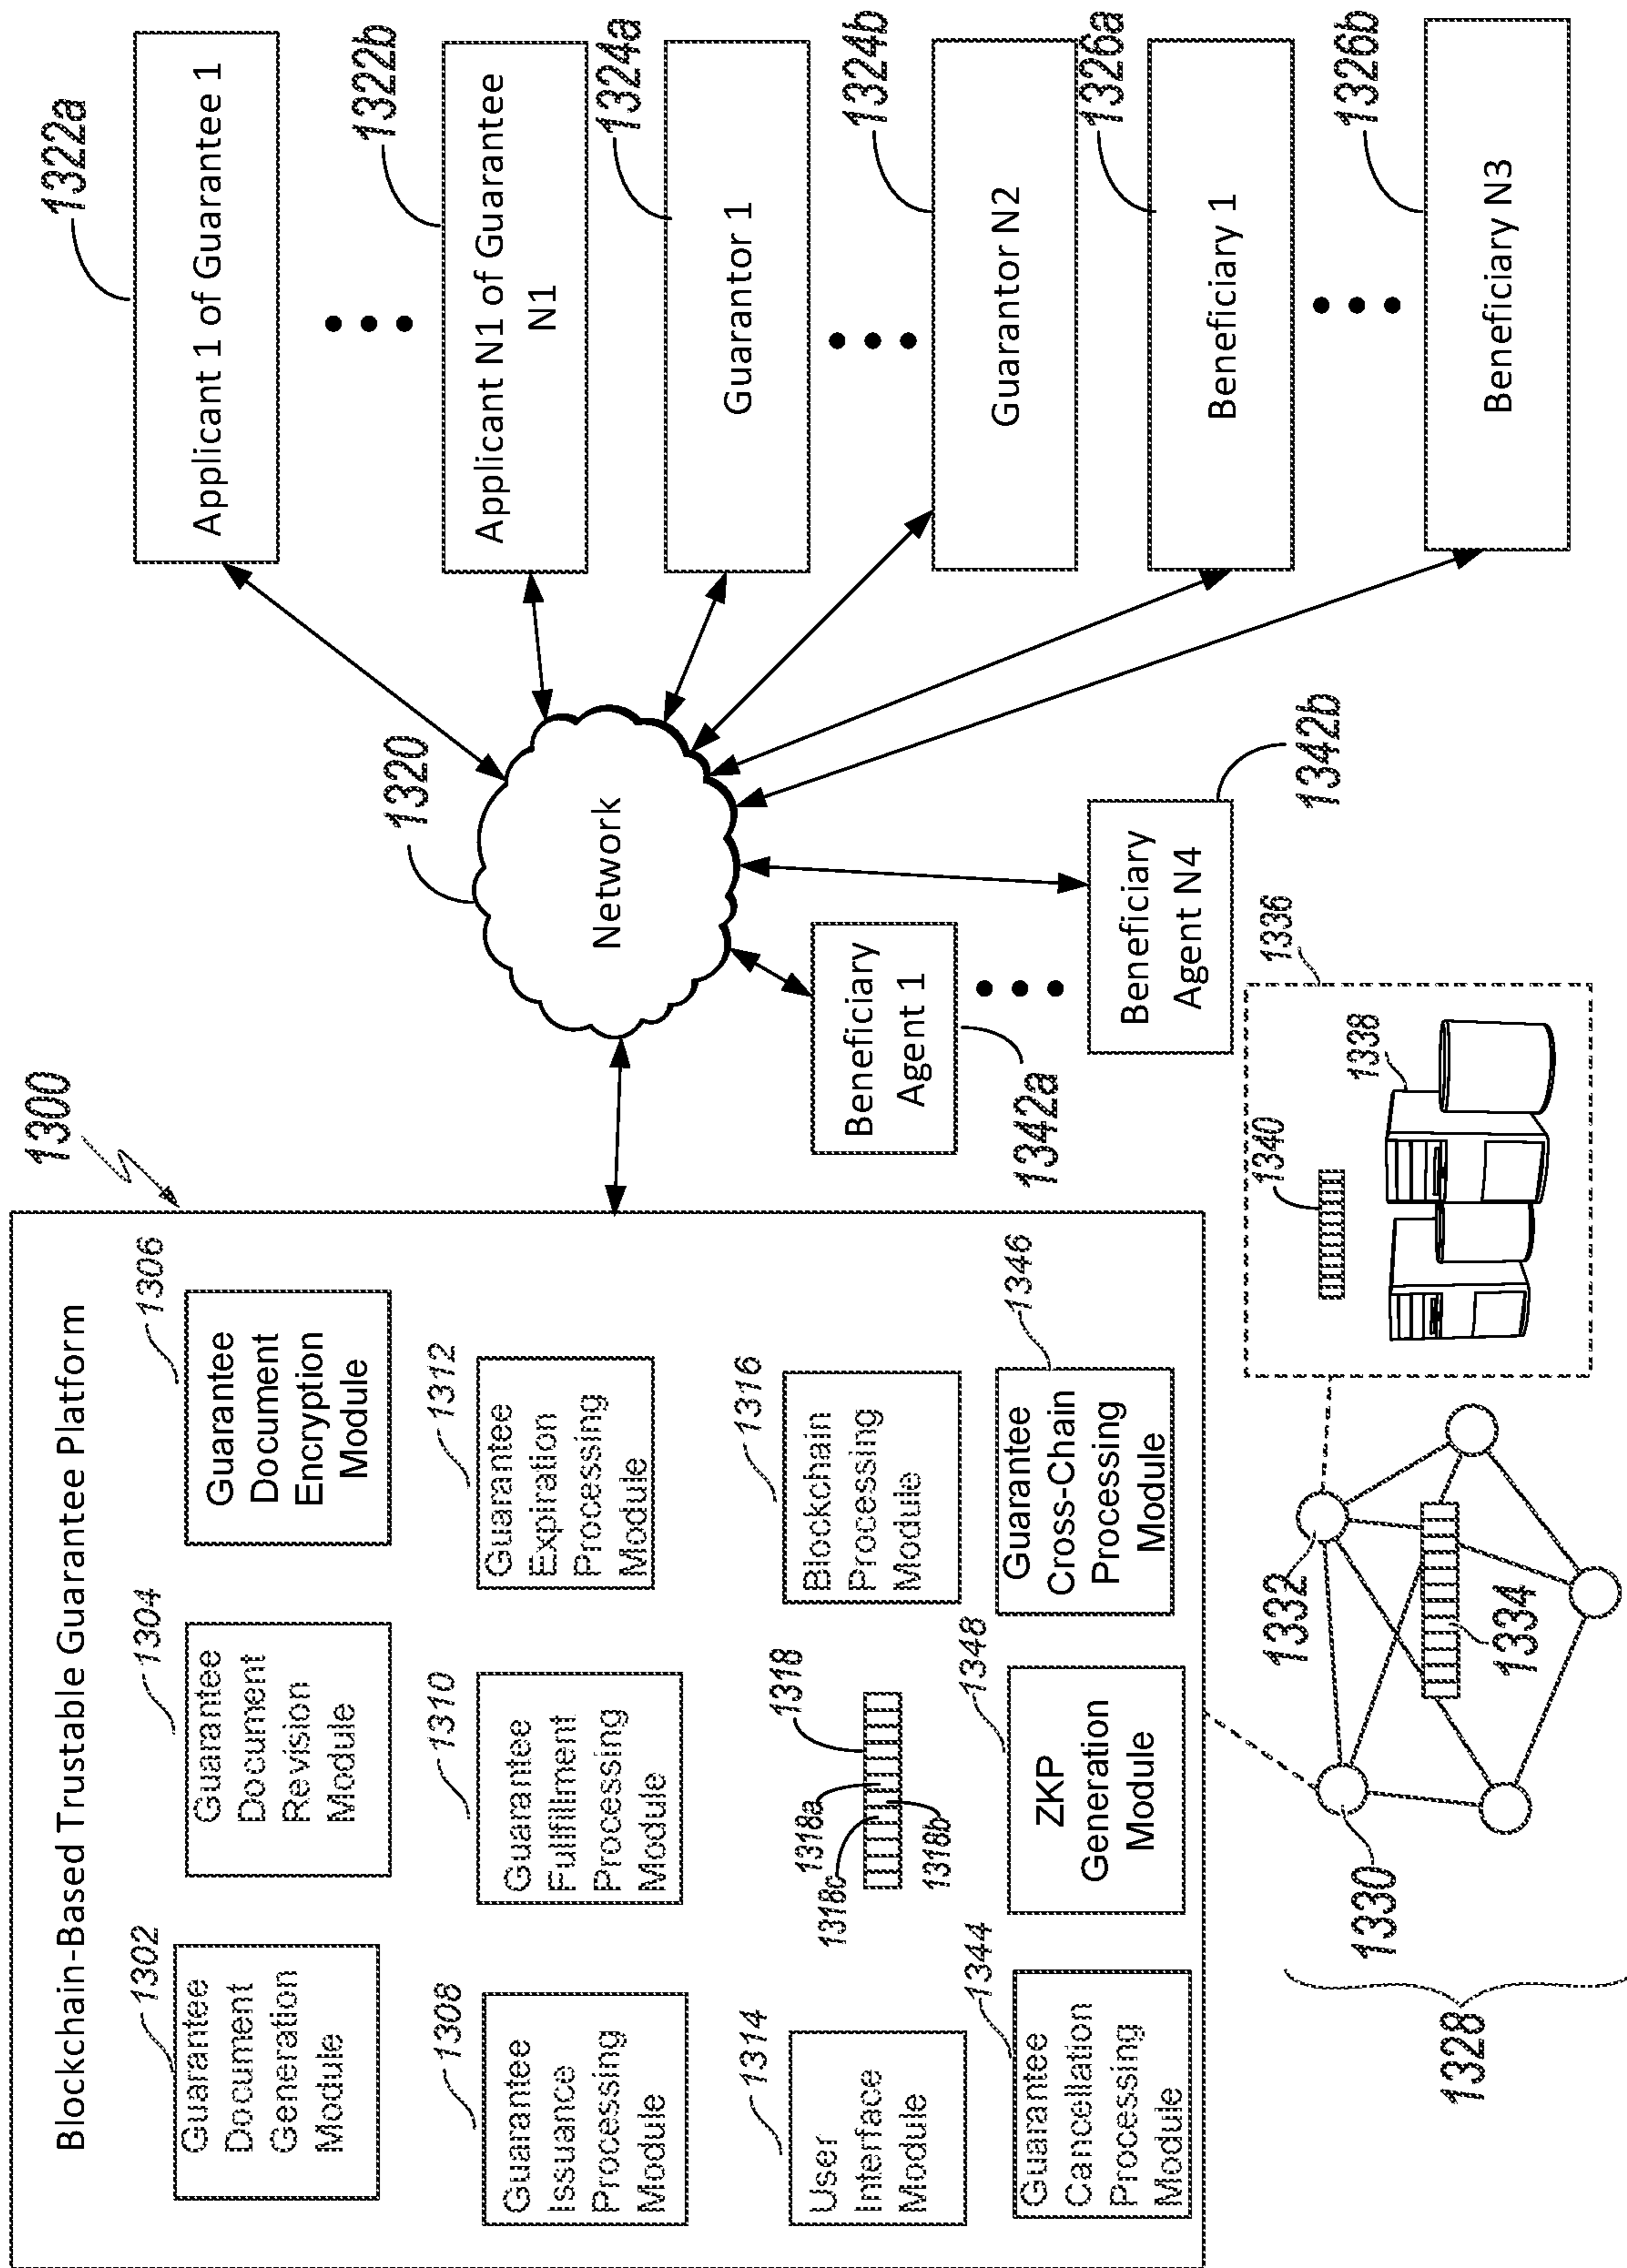 1300
Blockchain-Based Trustable Guarantee Platform
1302
Guarantee
Document
Generation
Module
1304
Guarantee
Document
Revision
Module
1306
Guarantee
Document
Encryption
Module
1308
Guarantee
Issuance
Processing
Module
1310
Guarantee
Fullfillment
Processing
Module
1312
Guarantee
Expiration
Processing
Module
1314
User
Interface
Module
1318
1318a
1318c
1318b
1316
Blockchain
Processing
Module
1344
Guarantee
Cancellation
Processing
Module
1348
ZKP
Generation
Module
1346
Guarantee
Cross-Chain
Processing
Module
1320
Network
1322a
Applicant 1 of Guarantee 1
1322b
Applicant N1 of Guarantee
N1
1324a
Guarantor 1
1324b
Guarantor N2
1326a
Beneficiary 1
1326b
Beneficiary N3
Beneficiary
Agent 1
1342a
Beneficiary
Agent N4
1342b
1328
1330
1332
1334
1336
1338
1340